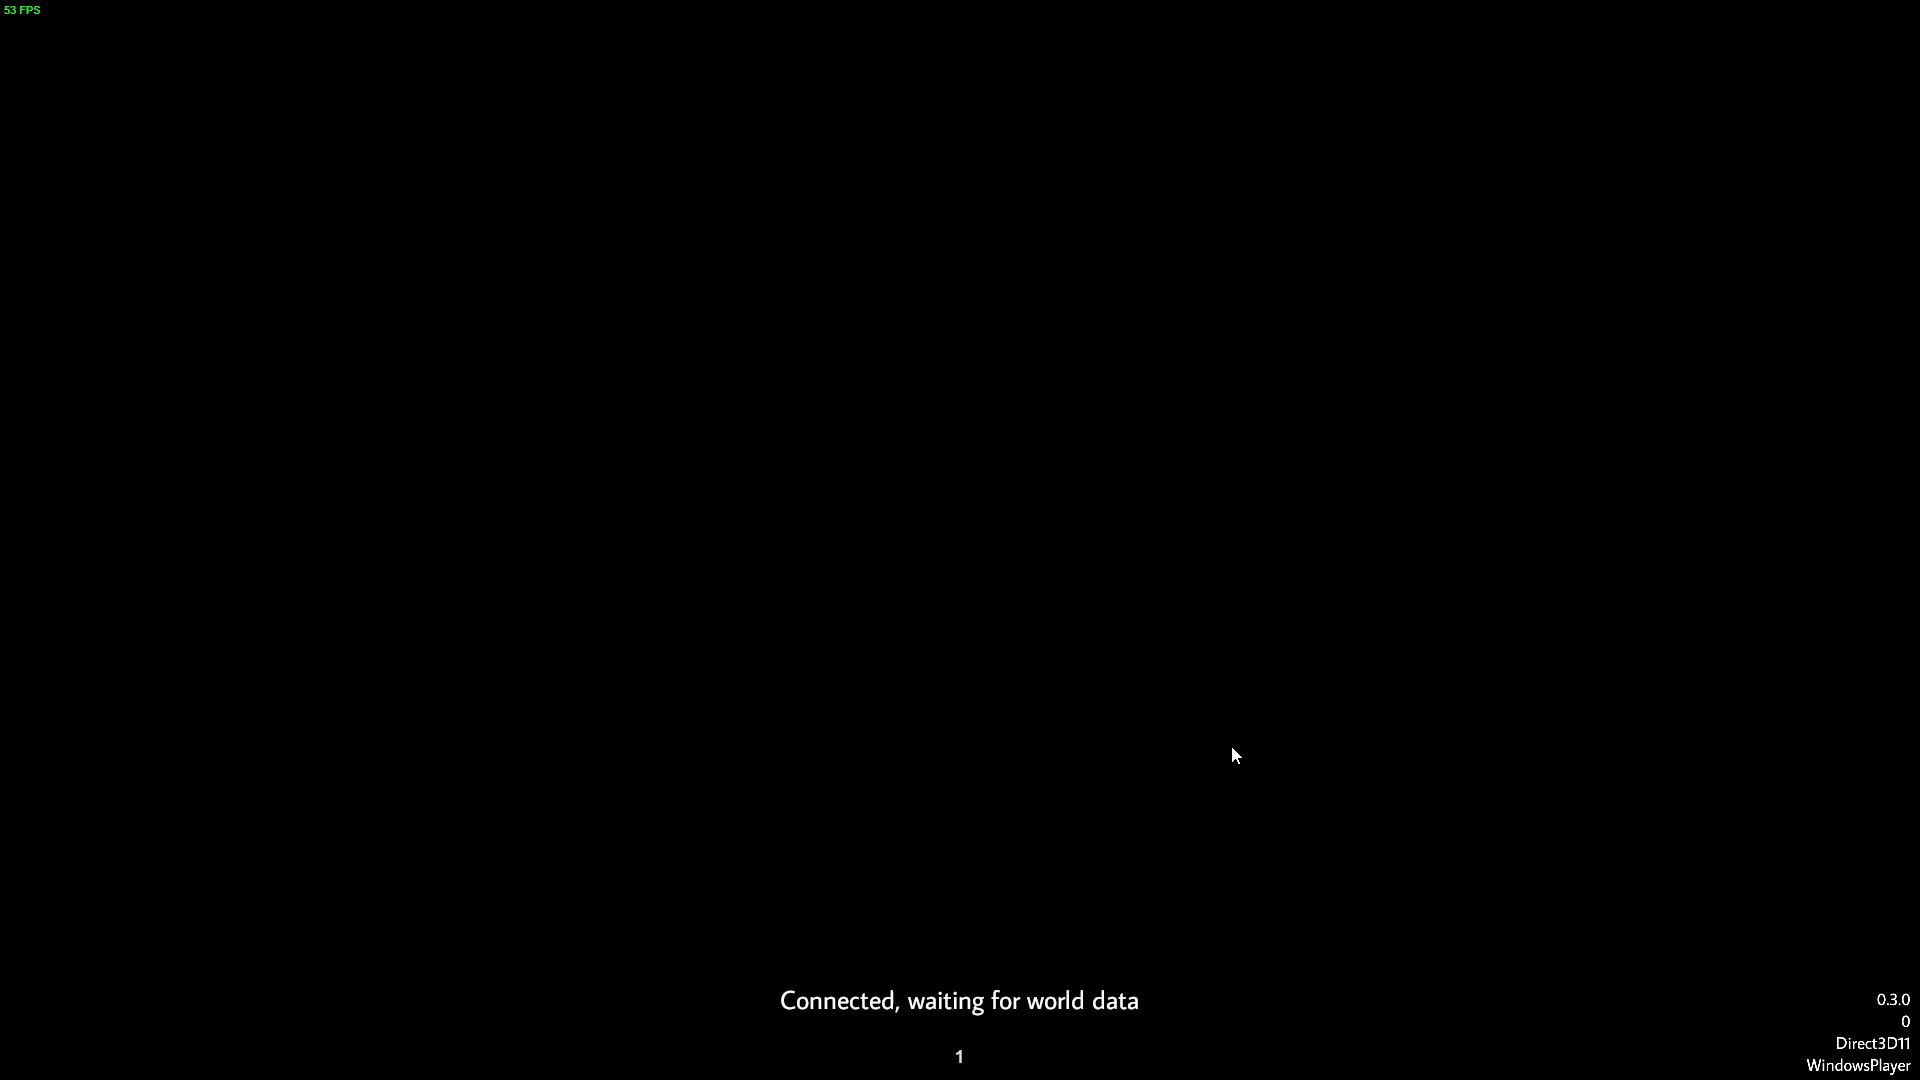 53 FPS
Connected, waiting for world data
1
0.3.0
0
Direct3D11
WindowsPlayer